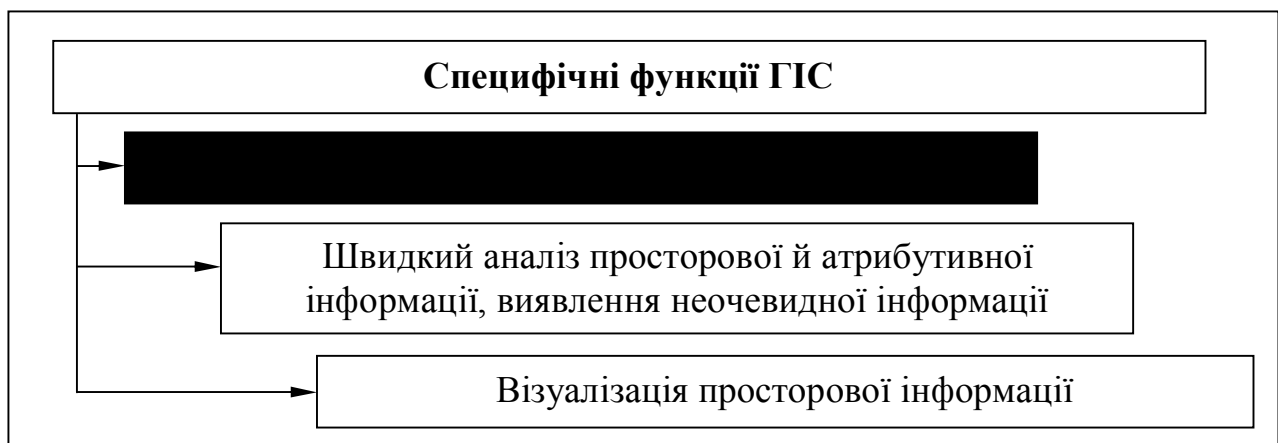 Специфічні функції ГІС
Швидкий аналіз просторової й атрибутивної
інформації, виявлення неочевидної інформації
Візуалізація просторової інформації